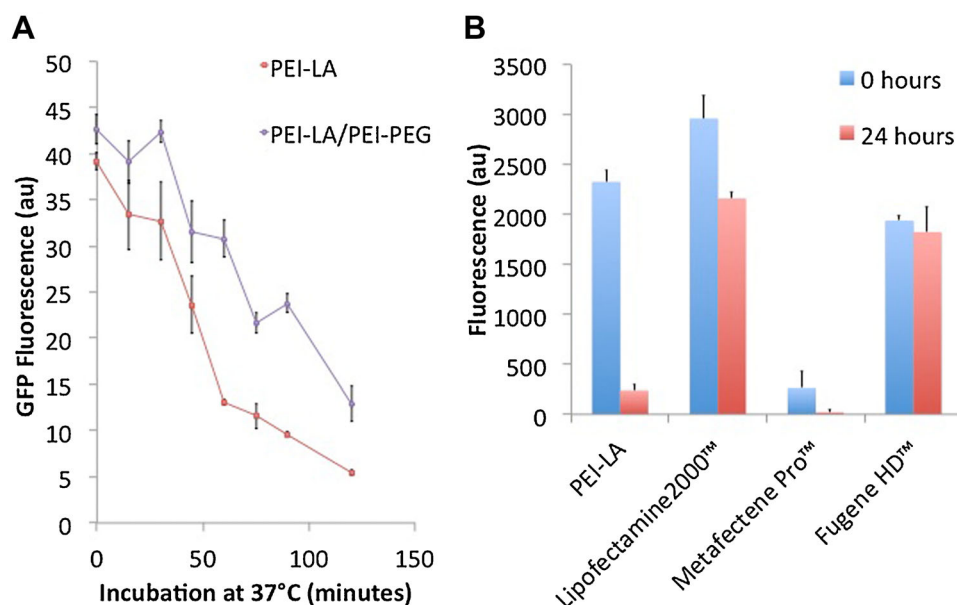 A
50
45
40
35
30
25
20
15
10
5
0
GFP Fluorescence (au)
PEI-LA
PEI-LA/PEI-PEG
0
50
100
150
Incubation at 37°C (minutes)
B
3500
3000
2500
2000
1500
1000
500
0
Fluorescence (au)
0 hours
24 hours
PEI-LA
Lipofectamine2000™
Metafectene Pro™
Fugene HD™